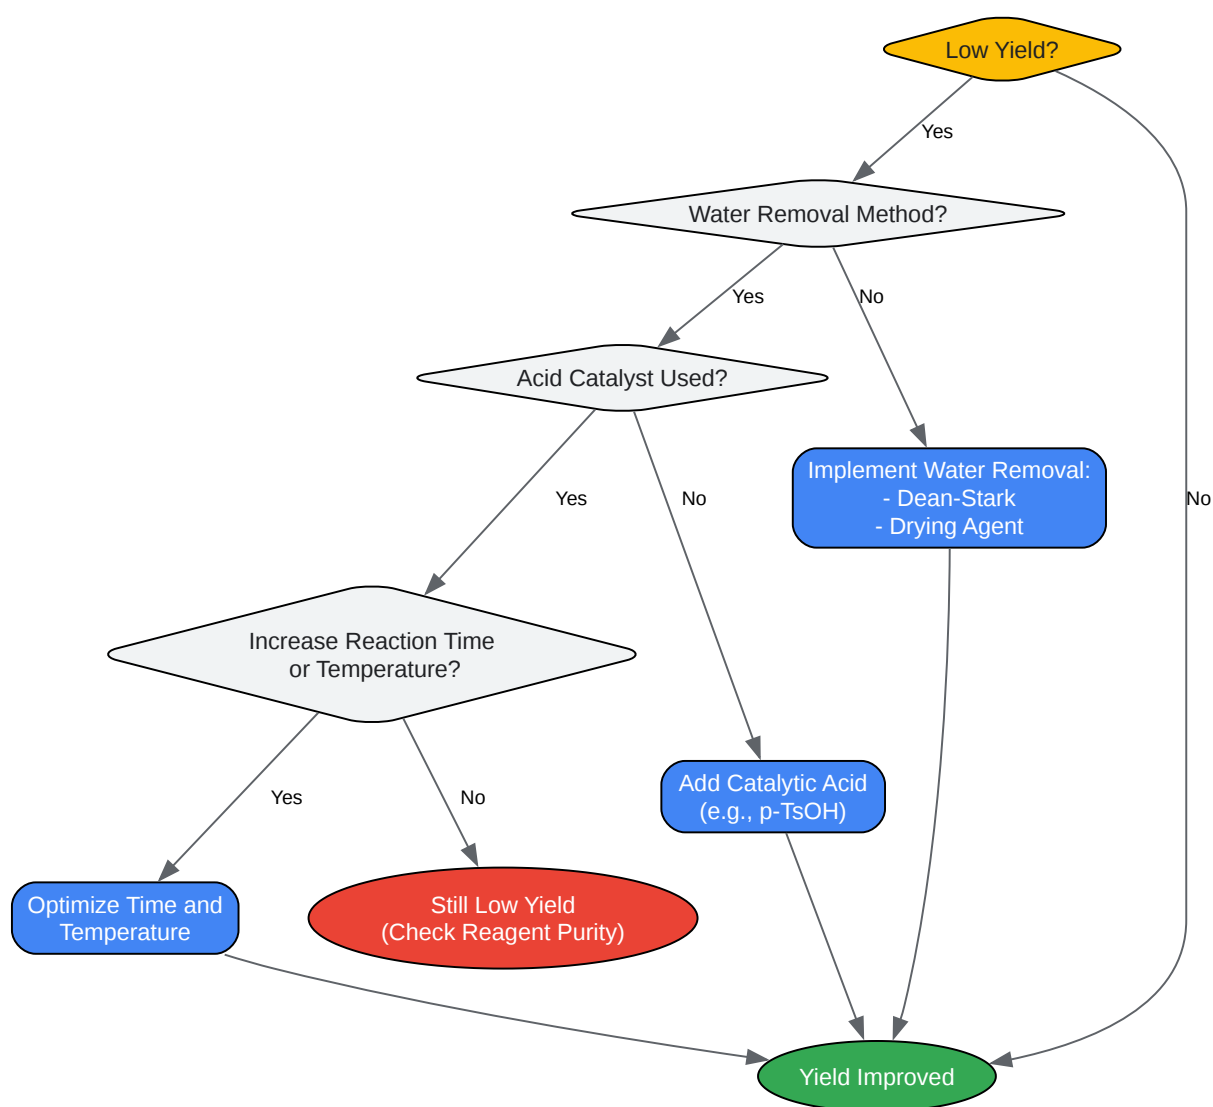 Low Yield?
Yes
Water Removal Method?
Yes
No
Acid Catalyst Used?
Implement Water Removal:
- Dean-Stark
- Drying Agent
Yes
No
No
Increase Reaction Time
or Temperature?
Add Catalytic Acid
(e.g., p-TsOH)
Yes
No
Optimize Time and
Temperature
Still Low Yield
(Check Reagent Purity)
Yield Improved